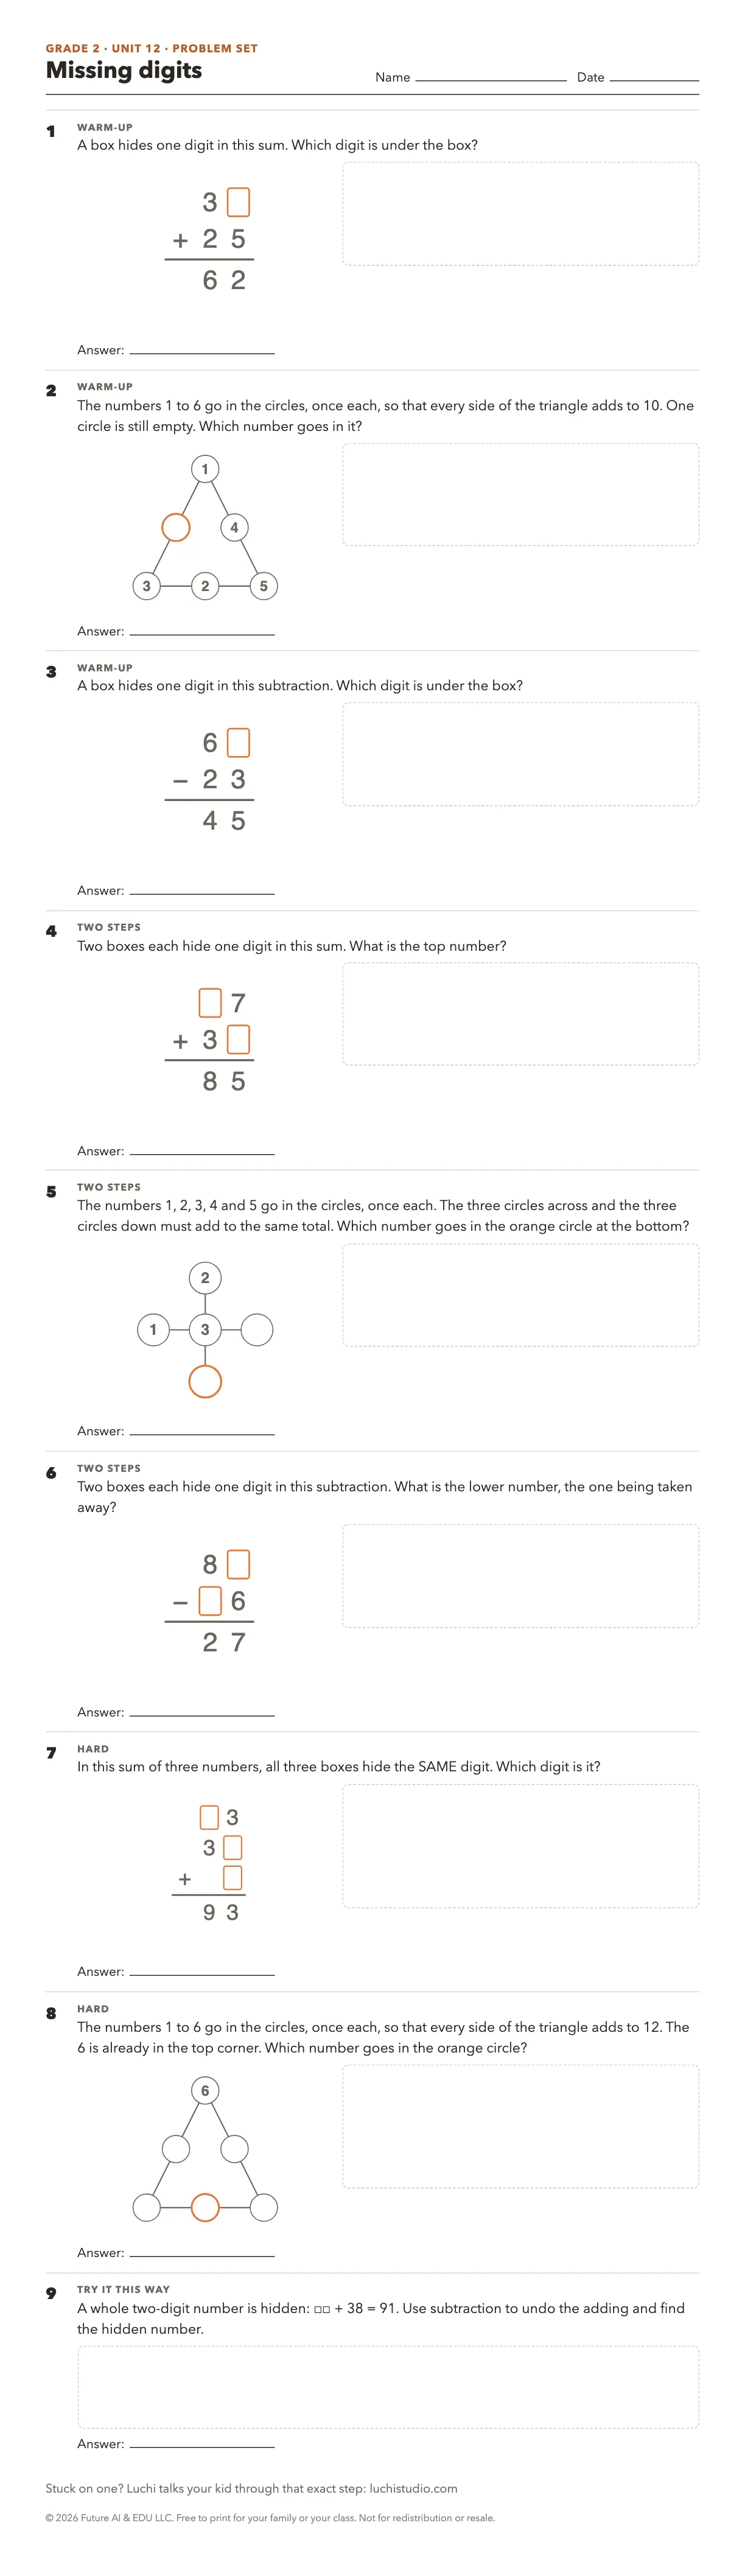 GRADE 2 · UNIT 12 · PROBLEM SET
Missing digits
Name
Date
1
WARM-UP
A box hides one digit in this sum. Which digit is under the box?
3
+ 2 5
6 2
Answer:
2
WARM-UP
The numbers 1 to 6 go in the circles, once each, so that every side of the triangle adds to 10. One
circle is still empty. Which number goes in it?
1
4
3 2 5
Answer:
3
WARM-UP
A box hides one digit in this subtraction. Which digit is under the box?
6
− 2 3
4 5
Answer:
4
TWO STEPS
Two boxes each hide one digit in this sum. What is the top number?
7
+ 3
8 5
Answer:
5
TWO STEPS
The numbers 1, 2, 3, 4 and 5 go in the circles, once each. The three circles across and the three
circles down must add to the same total. Which number goes in the orange circle at the bottom?
2
1 3
Answer:
6
TWO STEPS
Two boxes each hide one digit in this subtraction. What is the lower number, the one being taken
away?
8
− 6
2 7
Answer:
7
HARD
In this sum of three numbers, all three boxes hide the SAME digit. Which digit is it?
3
3
+
9 3
Answer:
8
HARD
The numbers 1 to 6 go in the circles, once each, so that every side of the triangle adds to 12. The
6 is already in the top corner. Which number goes in the orange circle?
6
Answer:
9
TRY IT THIS WAY
A whole two-digit number is hidden: □□ + 38 = 91. Use subtraction to undo the adding and find
the hidden number.
Answer:
Stuck on one? Luchi talks your kid through that exact step: luchistudio.com
© 2026 Future AI & EDU LLC. Free to print for your family or your class. Not for redistribution or resale.